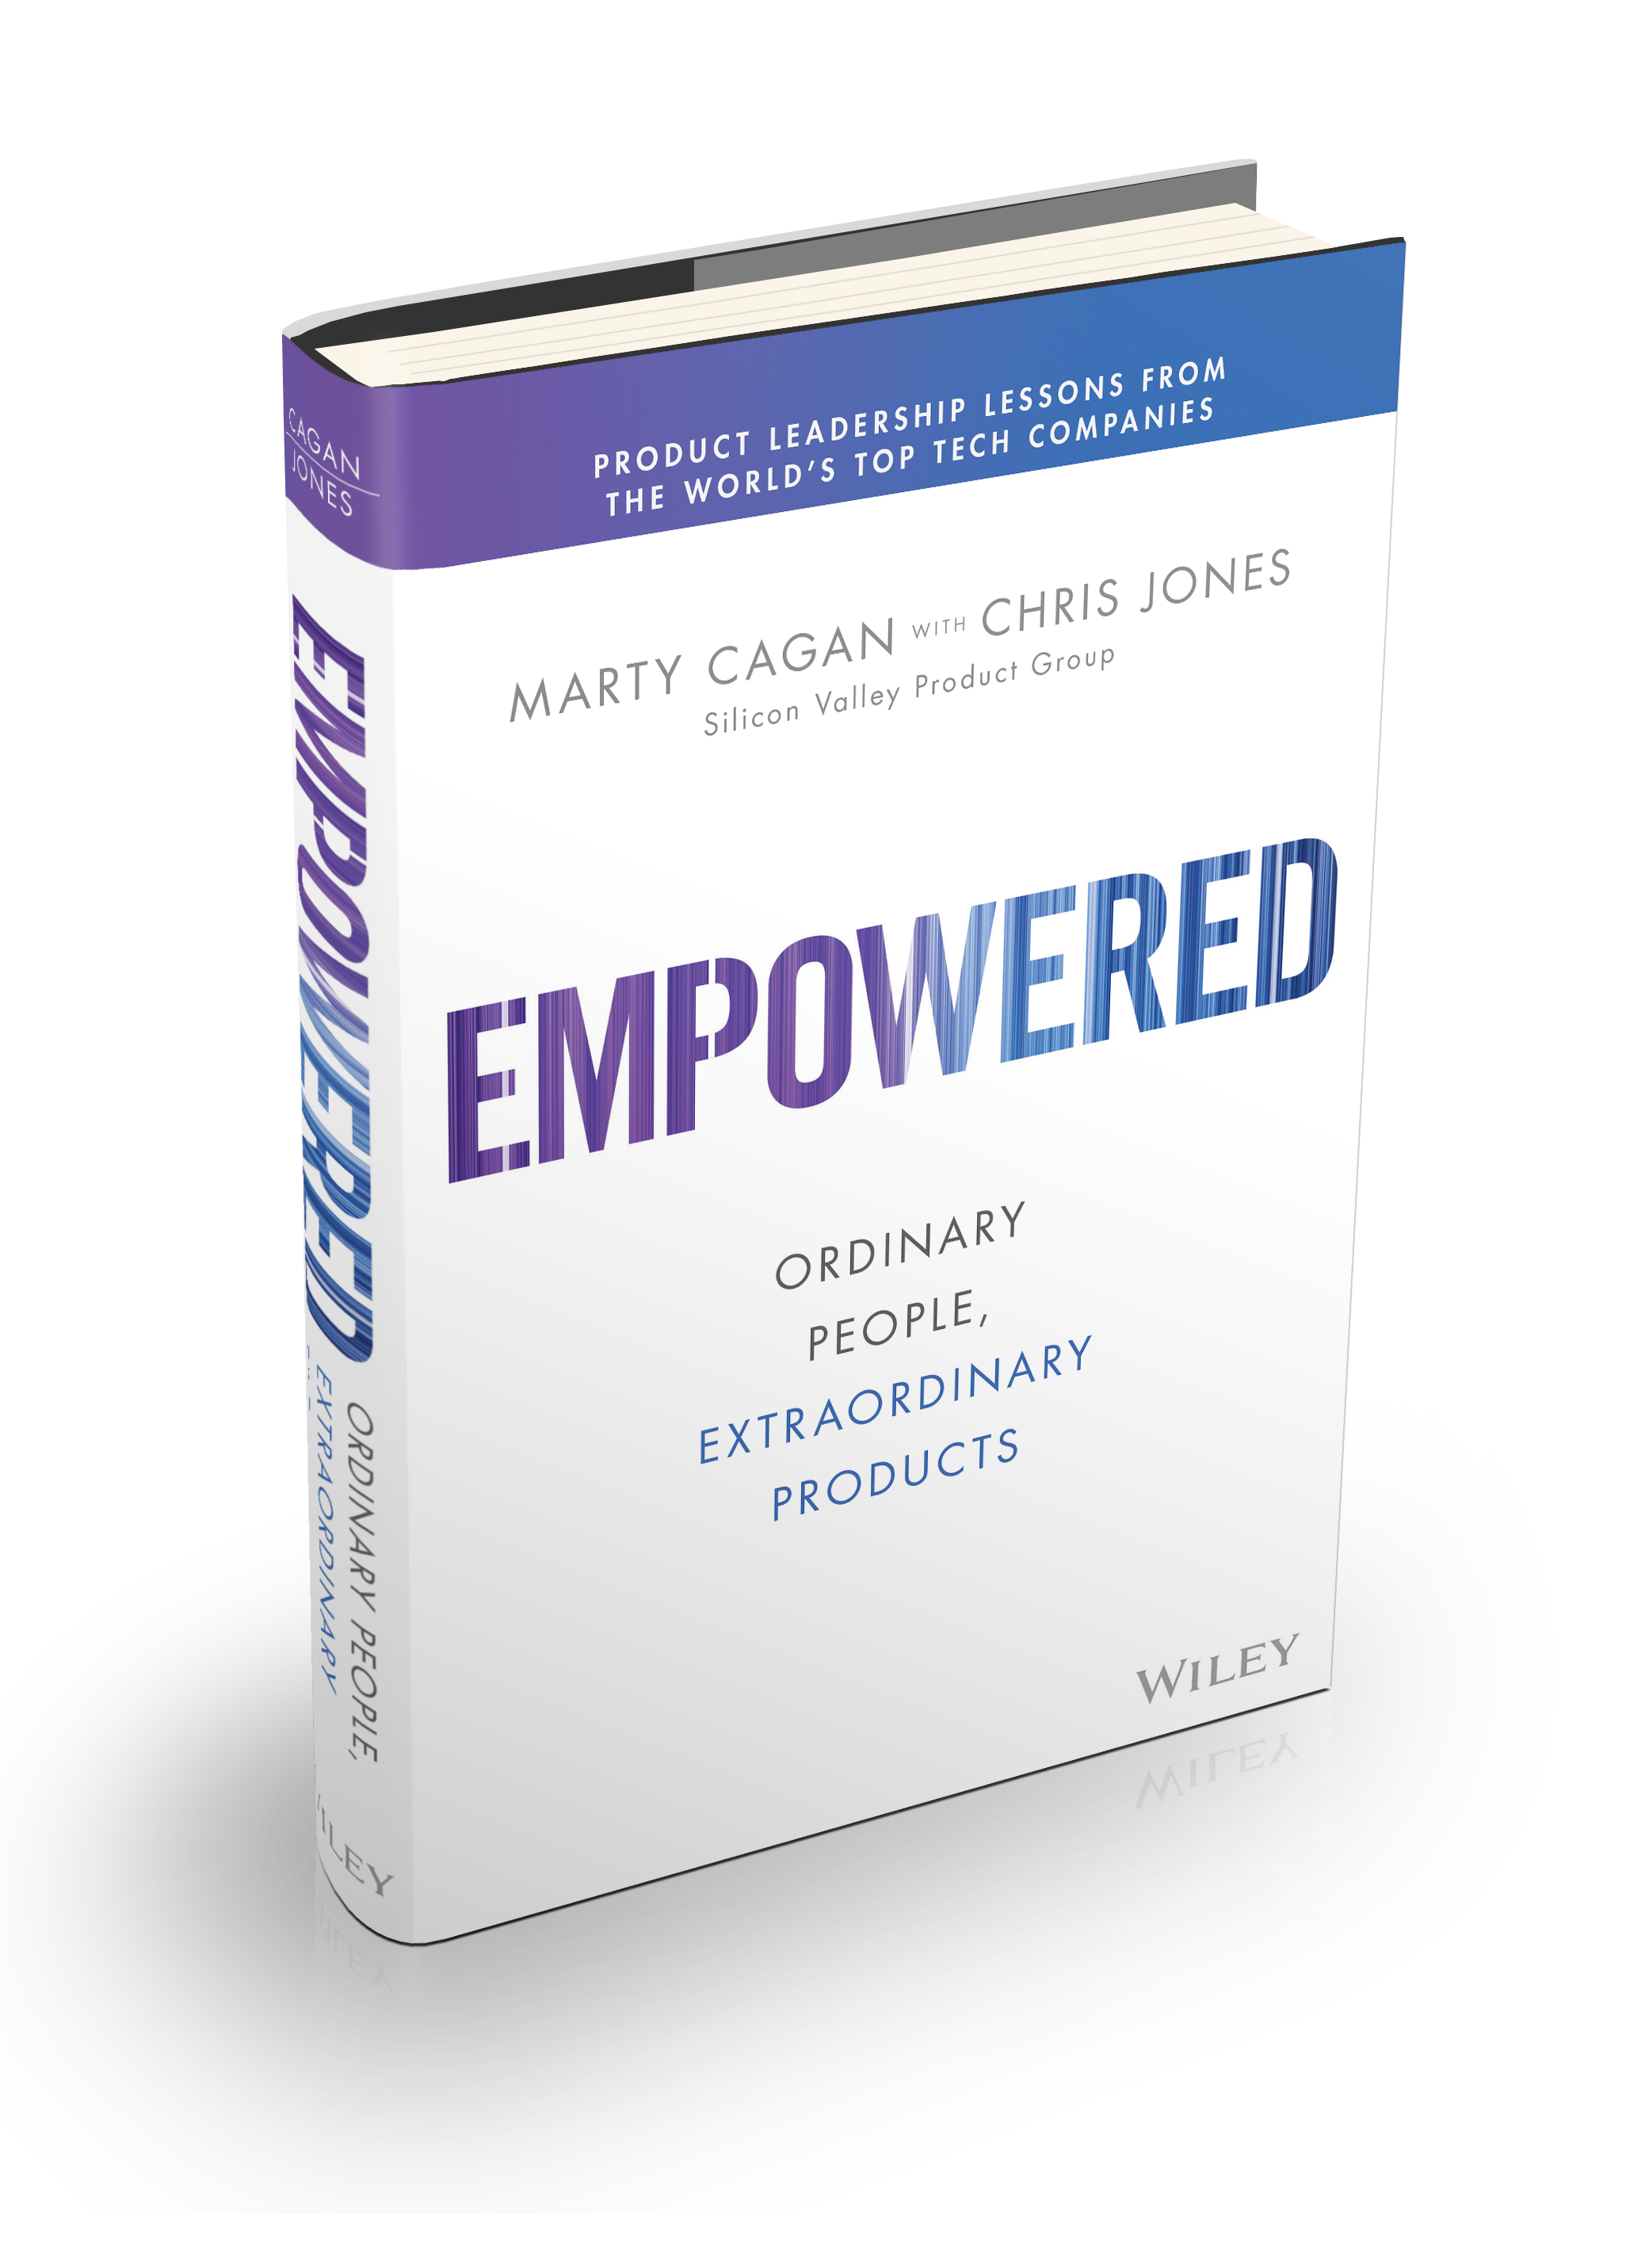 PRODUCT LEADERSHIP LESSONS FROM
THE WORLD'S TOP TECH COMPANIES
MARTY CAGAN WITH CHRIS JONES
Silicon Valley Product Group
EMPOWERED
ORDINARY
PEOPLE,
EXTRAORDINARY
PRODUCTS
WILEY
CAGAN
JONES
EMPOWERED
ORDINARY PEOPLE,
EXTRAORDINARY
WILEY